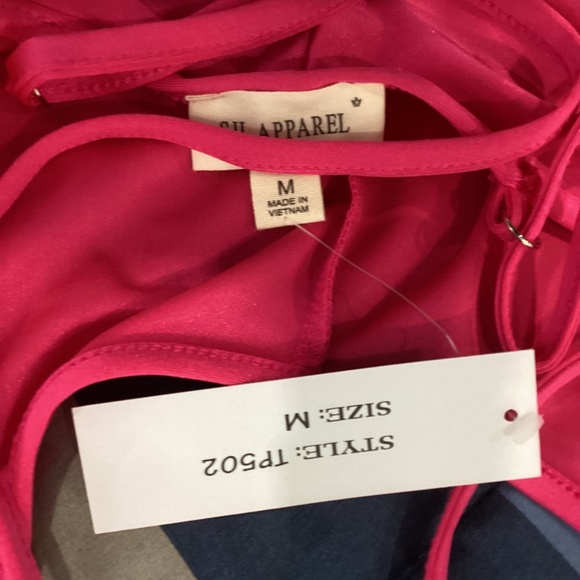 APPAREL
M
MADE IN
VIETNAM
STYLE: TP502
SIZE: M